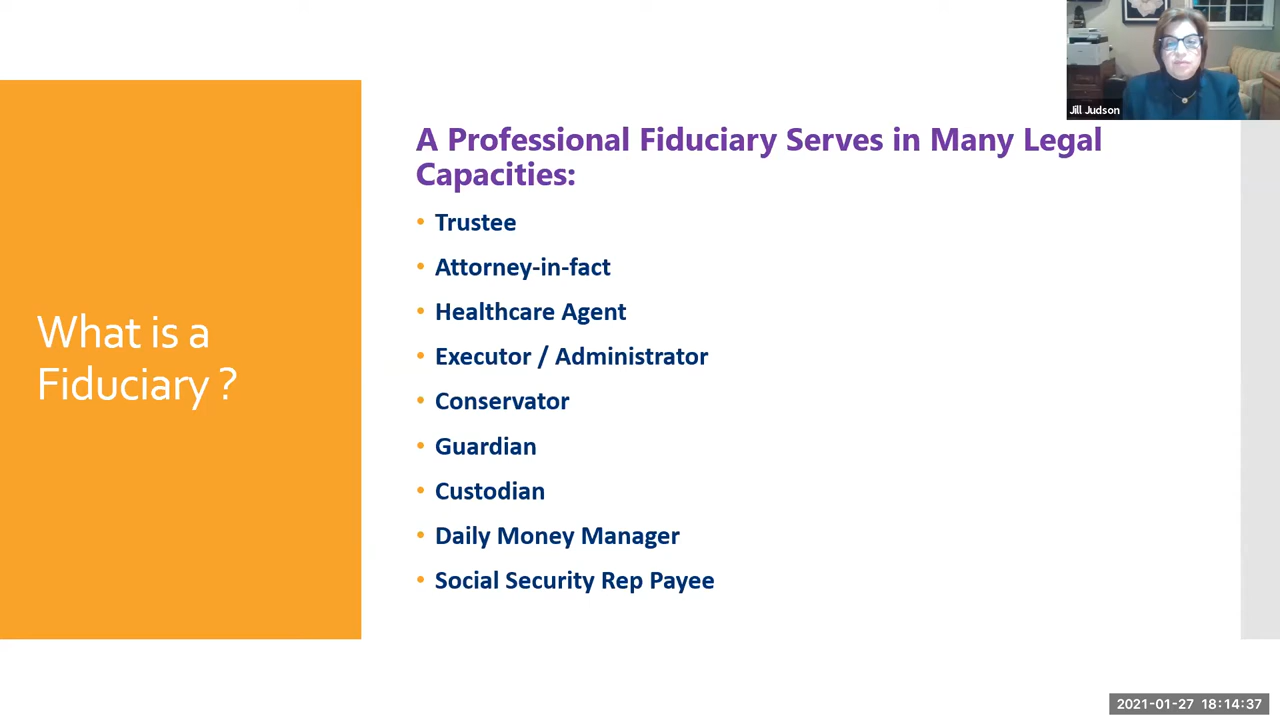 Jill Judson
What is a
Fiduciary ?
A Professional Fiduciary Serves in Many Legal
Capacities:
• Trustee
• Attorney-in-fact
• Healthcare Agent
• Executor / Administrator
• Conservator
• Guardian
• Custodian
• Daily Money Manager
• Social Security Rep Payee
2021-01-27 18:14:37